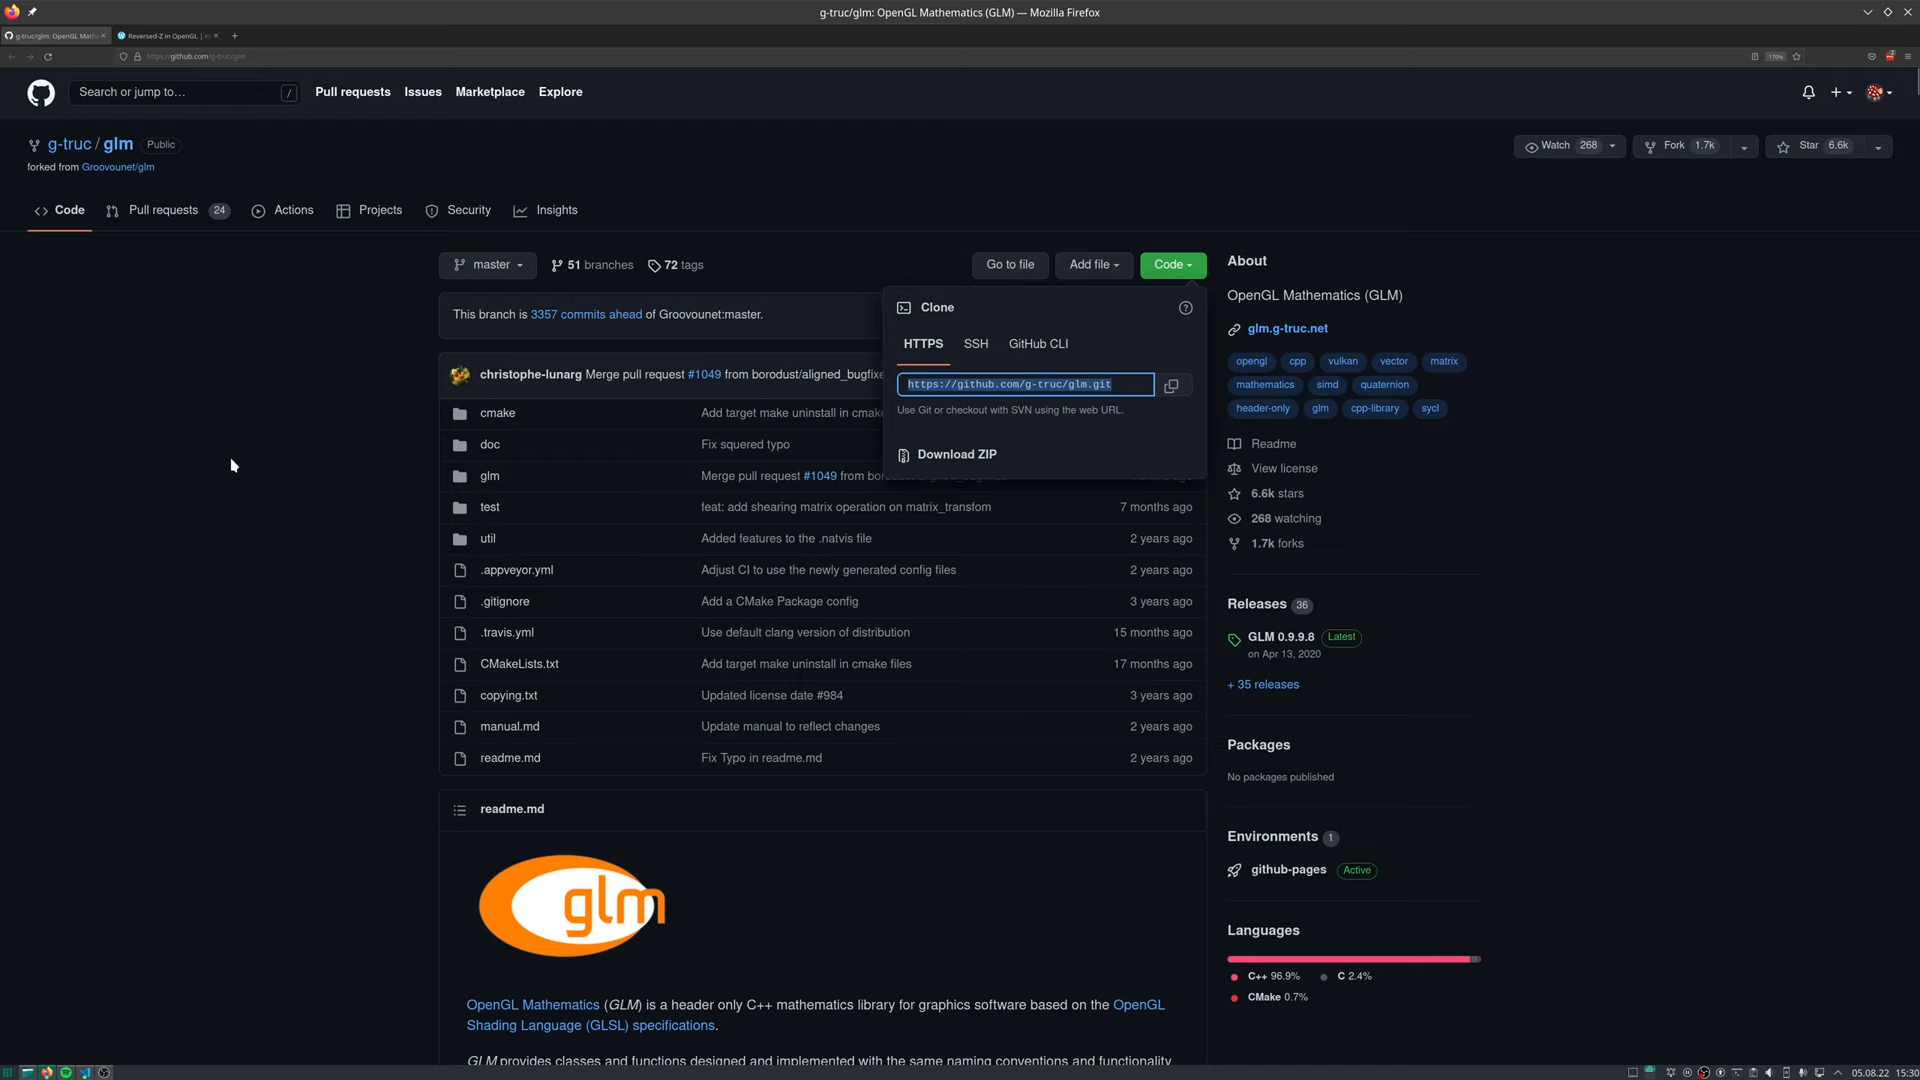 g-truc/glm: OpenGL Mathematics (GLM) — Mozilla Firefox
g-truc/glm: OpenGL Mathe
Reversed-Z in OpenGL |
https://github.com/g-truc/glm
170%
Search or jump to…
/
Pull requests
Issues
Marketplace
Explore
g-truc / glm
Public
forked from Groovounet/glm
Watch 268
Fork 1.7k
Star 6.6k
Code
Pull requests 24
Actions
Projects
Security
Insights
master
51 branches
72 tags
Go to file
Add file
Code
This branch is 3357 commits ahead of Groovounet:master.
christophe-lunarg Merge pull request #1049 from borodust/aligned_bugfixe
Clone
HTTPS
SSH
GitHub CLI
https://github.com/g-truc/glm.git
Use Git or checkout with SVN using the web URL.
Download ZIP
cmake Add target make uninstall in cmak
doc Fix squered typo
glm Merge pull request #1049 from
test feat: add shearing matrix operation on matrix_transfom 7 months ago
util Added features to the .natvis file 2 years ago
.appveyor.yml Adjust CI to use the newly generated config files 2 years ago
.gitignore Add a CMake Package config 3 years ago
.travis.yml Use default clang version of distribution 15 months ago
CMakeLists.txt Add target make uninstall in cmake files 17 months ago
copying.txt Updated license date #984 3 years ago
manual.md Update manual to reflect changes 2 years ago
readme.md Fix Typo in readme.md 2 years ago
readme.md
glm
OpenGL Mathematics (GLM) is a header only C++ mathematics library for graphics software based on the OpenGL
Shading Language (GLSL) specifications.
GLM provides classes and functions designed and implemented with the same naming conventions and functionality
About
OpenGL Mathematics (GLM)
glm.g-truc.net
opengl cpp vulkan vector matrix
mathematics simd quaternion
header-only glm cpp-library sycl
Readme
View license
6.6k stars
268 watching
1.7k forks
Releases 36
GLM 0.9.9.8 Latest
on Apr 13, 2020
+ 35 releases
Packages
No packages published
Environments 1
github-pages Active
Languages
C++ 96.9% C 2.4%
CMake 0.7%
05.08.22 15:30